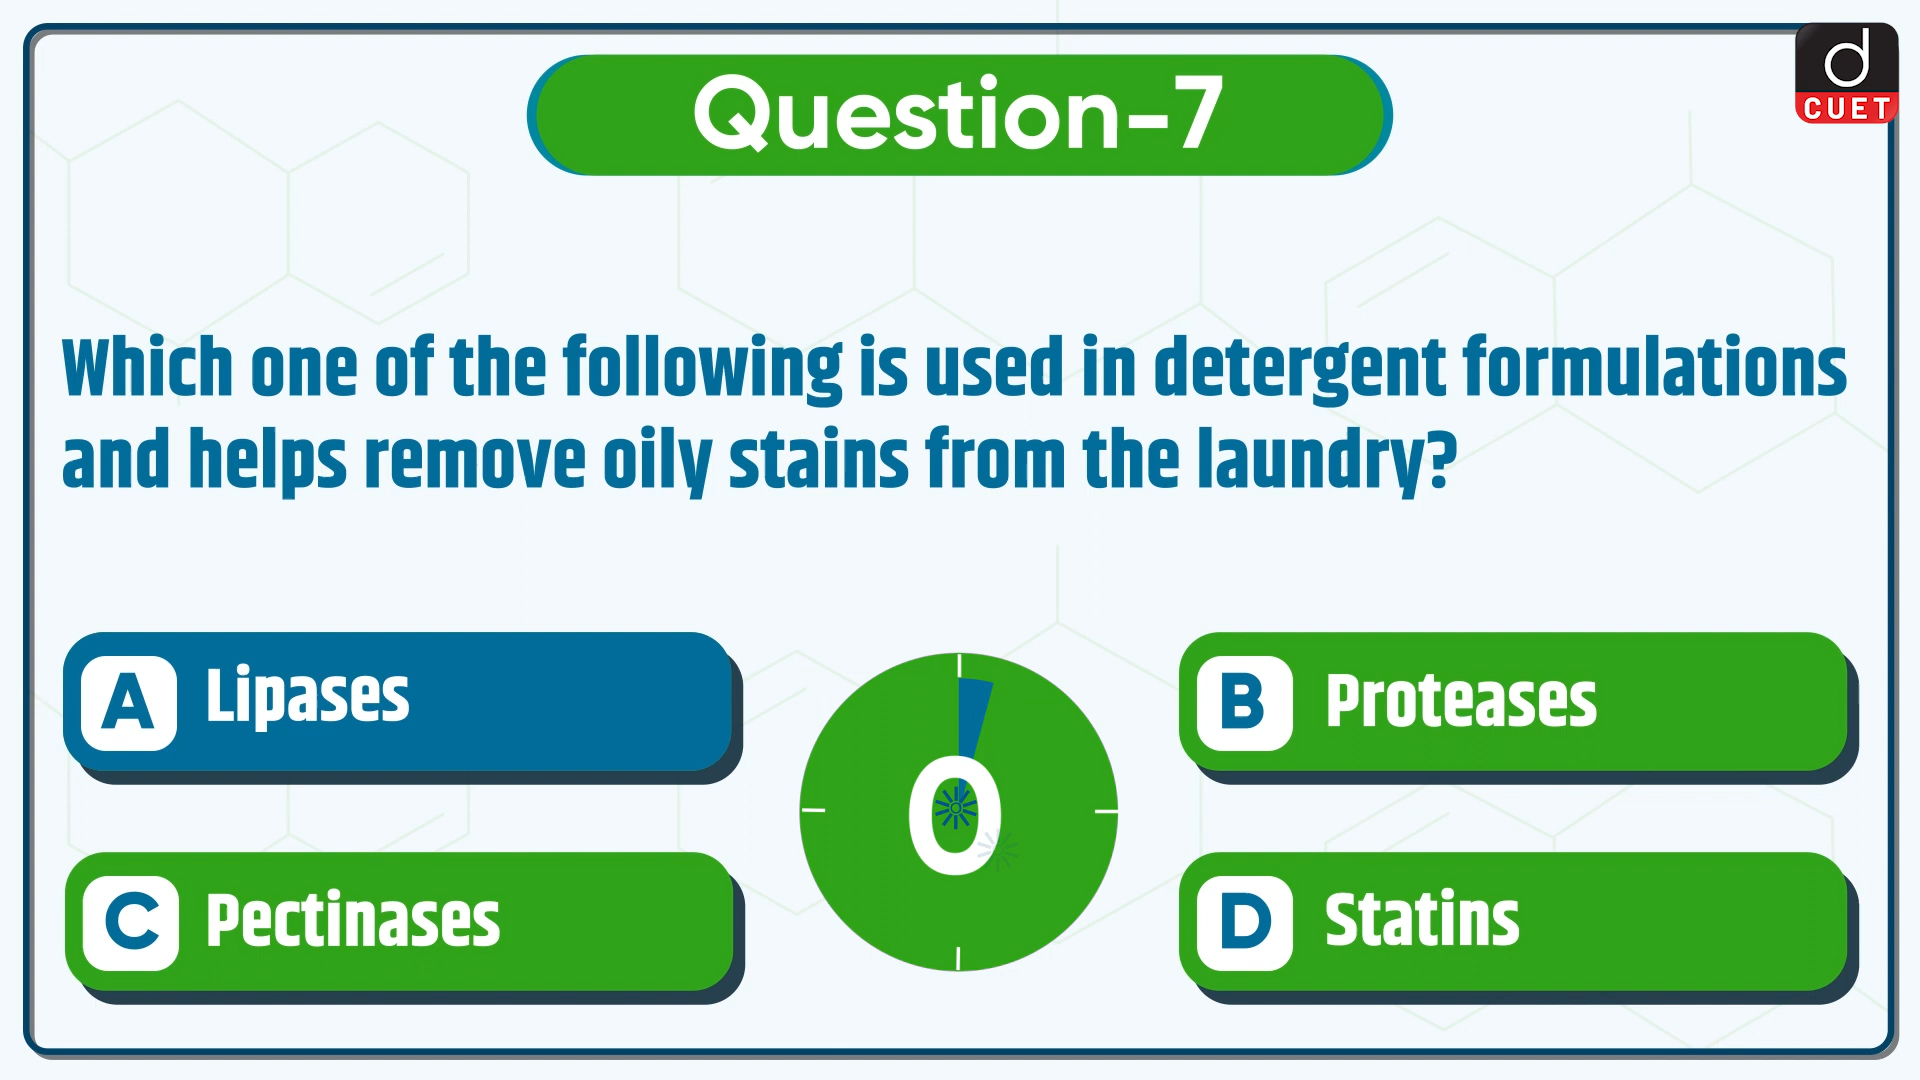 d
CUET
Question-7
Which one of the following is used in detergent formulations
and helps remove oily stains from the laundry?
A Lipases
B Proteases
0
C Pectinases
D Statins